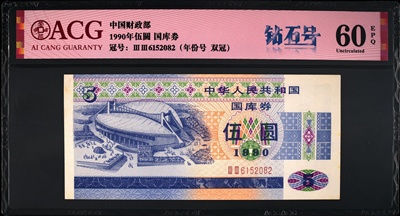 ACG
AI CANG GUARANTY
中国财政部
1990年伍圆 国库券
冠号：ⅢⅢ6152082（年份号 双冠）
钻石号
60 EPQ
Uncirculated
5
中华人民共和国
国库券
伍圆
1990
ⅢⅢ6152082
5